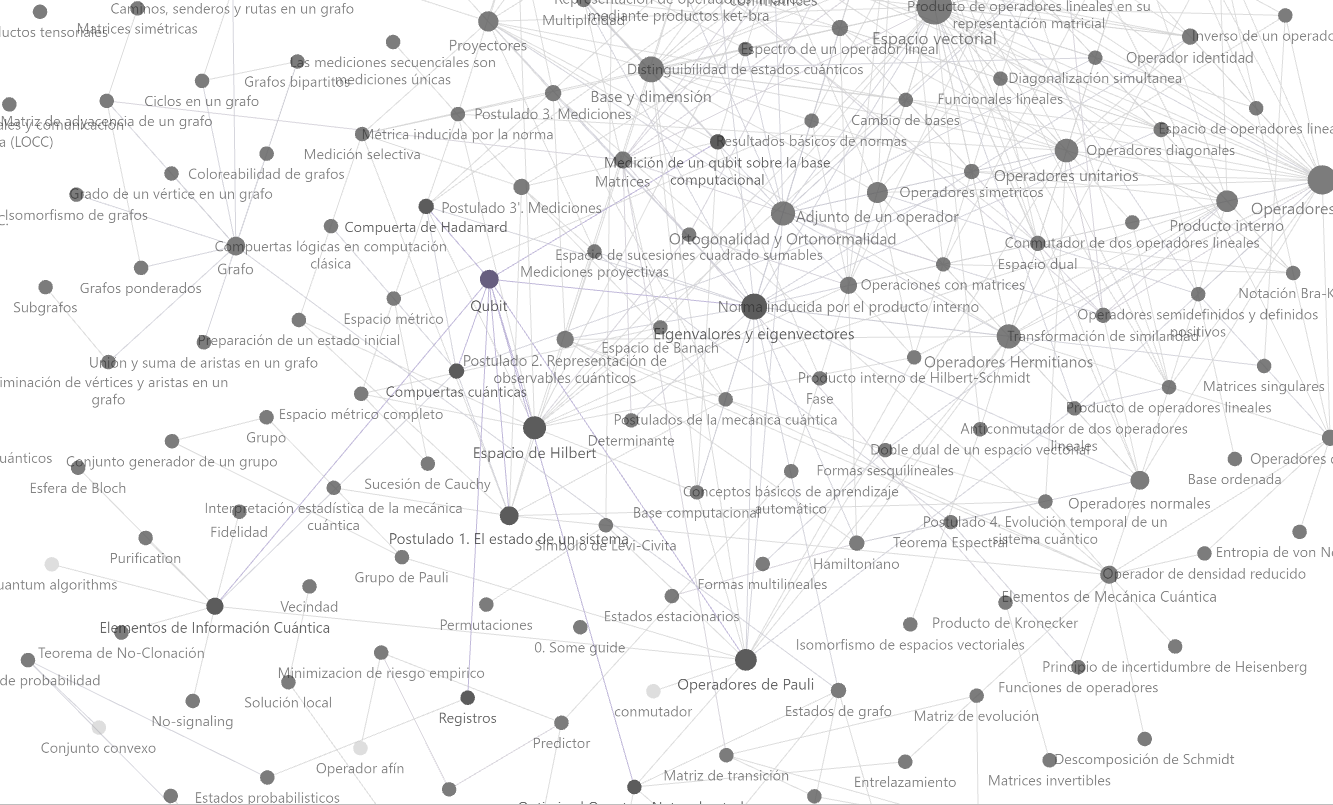 Caminos, senderos y rutas en un grafo
Matrices simétricas
Multiplicidad
mediante productos ket-bra
Producto de operadores lineales en su
representación matricial
Proyectores
Espacio vectorial
Espectro de un operador lineal
Operador identidad
Las mediciones secuenciales son
mediciones únicas
Grafos bipartitos
Distinguibilidad de estados cuánticos
Diagonalización simultanea
Base y dimensión
Funcionales lineales
Ciclos en un grafo
Matriz de adyacencia de un grafo
a (LOCC)
Postulado 3. Mediciones
Cambio de bases
Métrica inducida por la norma
Resultados básicos de normas
Operadores diagonales
Medición selectiva
Medición de un qubit sobre la base
computacional
Matrices
Coloreabilidad de grafos
Operadores unitarios
Operadores simetricos
Grado de un vértice en un grafo
Isomorfismo de grafos
Postulado 3'. Mediciones
Adjunto de un operador
Producto interno
Operadores
Compuerta de Hadamard
Compuertas lógicas en computación
clásica
Ortogonalidad y Ortonormalidad
Conmutador de dos operadores lineales
Espacio de sucesiones cuadrado sumables
Espacio dual
Grafo
Mediciones proyectivas
Grafos ponderados
Operaciones con matrices
Subgrafos
Qubit
Norma inducida por el producto interno
Espacio métrico
Operadores semidefinidos y definidos
positivos
Preparación de un estado inicial
Eigenvalores y eigenvectores
Transformación de similaridad
Espacio de Banach
Unión y suma de aristas en un grafo
Postulado 2. Representación de
observables cuánticos
Operadores Hermitianos
iminación de vértices y aristas en un
grafo
Compuertas cuánticas
Producto interno de Hilbert-Schmidt
Matrices singulares
Fase
Espacio métrico completo
Postulados de la mecánica cuántica
Producto de operadores lineales
Grupo
Determinante
Anticonmutador de dos operadores
lineales
Espacio de Hilbert
Doble dual de un espacio vectorial
uánticos
Conjunto generador de un grupo
Formas sesquilineales
Esfera de Bloch
Sucesión de Cauchy
Base ordenada
Conceptos básicos de aprendizaje
automático
Interpretación estadística de la mecánica
cuántica
Base computacional
Operadores normales
Fidelidad
Postulado 1. El estado de un sistema
Símbolo de Levi-Civita
Postulado 4. Evolución temporal de un
sistema cuántico
Teorema Espectral
Purification
Hamiltoniano
Grupo de Pauli
Operador de densidad reducido
uantum algorithms
Formas multilineales
Elementos de Mecánica Cuántica
Vecindad
Estados estacionarios
Elementos de Información Cuántica
Permutaciones
Producto de Kronecker
Isomorfismo de espacios vectoriales
0. Some guide
Teorema de No-Clonación
Principio de incertidumbre de Heisenberg
Minimizacion de riesgo empirico
de probabilidad
Operadores de Pauli
Funciones de operadores
Solución local
conmutador
Estados de grafo
Matriz de evolución
No-signaling
Registros
Predictor
Conjunto convexo
Descomposición de Schmidt
Operador afín
Matriz de transición
Entrelazamiento
Matrices invertibles
Estados probabilisticos